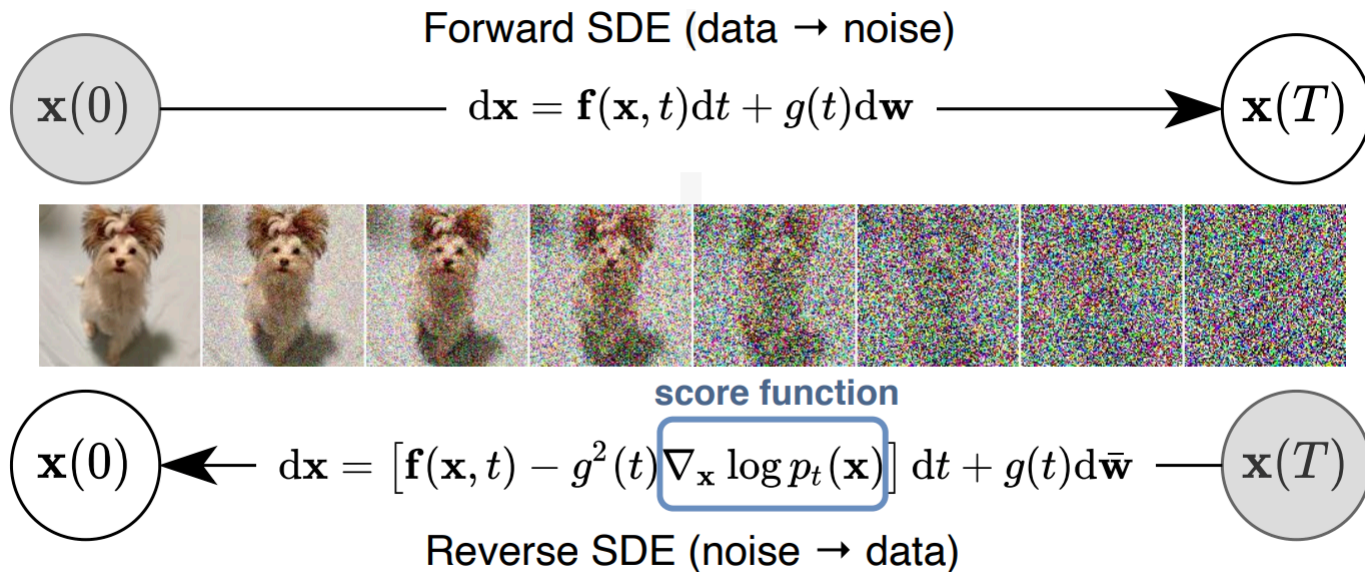 Forward SDE (data → noise)
x(0) dx = f(x, t)dt + g(t)dw x(T)
score function
x(0) dx = [f(x, t) − g²(t)∇ₓ log pₜ(x)] dt + g(t)dw̄ x(T)
Reverse SDE (noise → data)